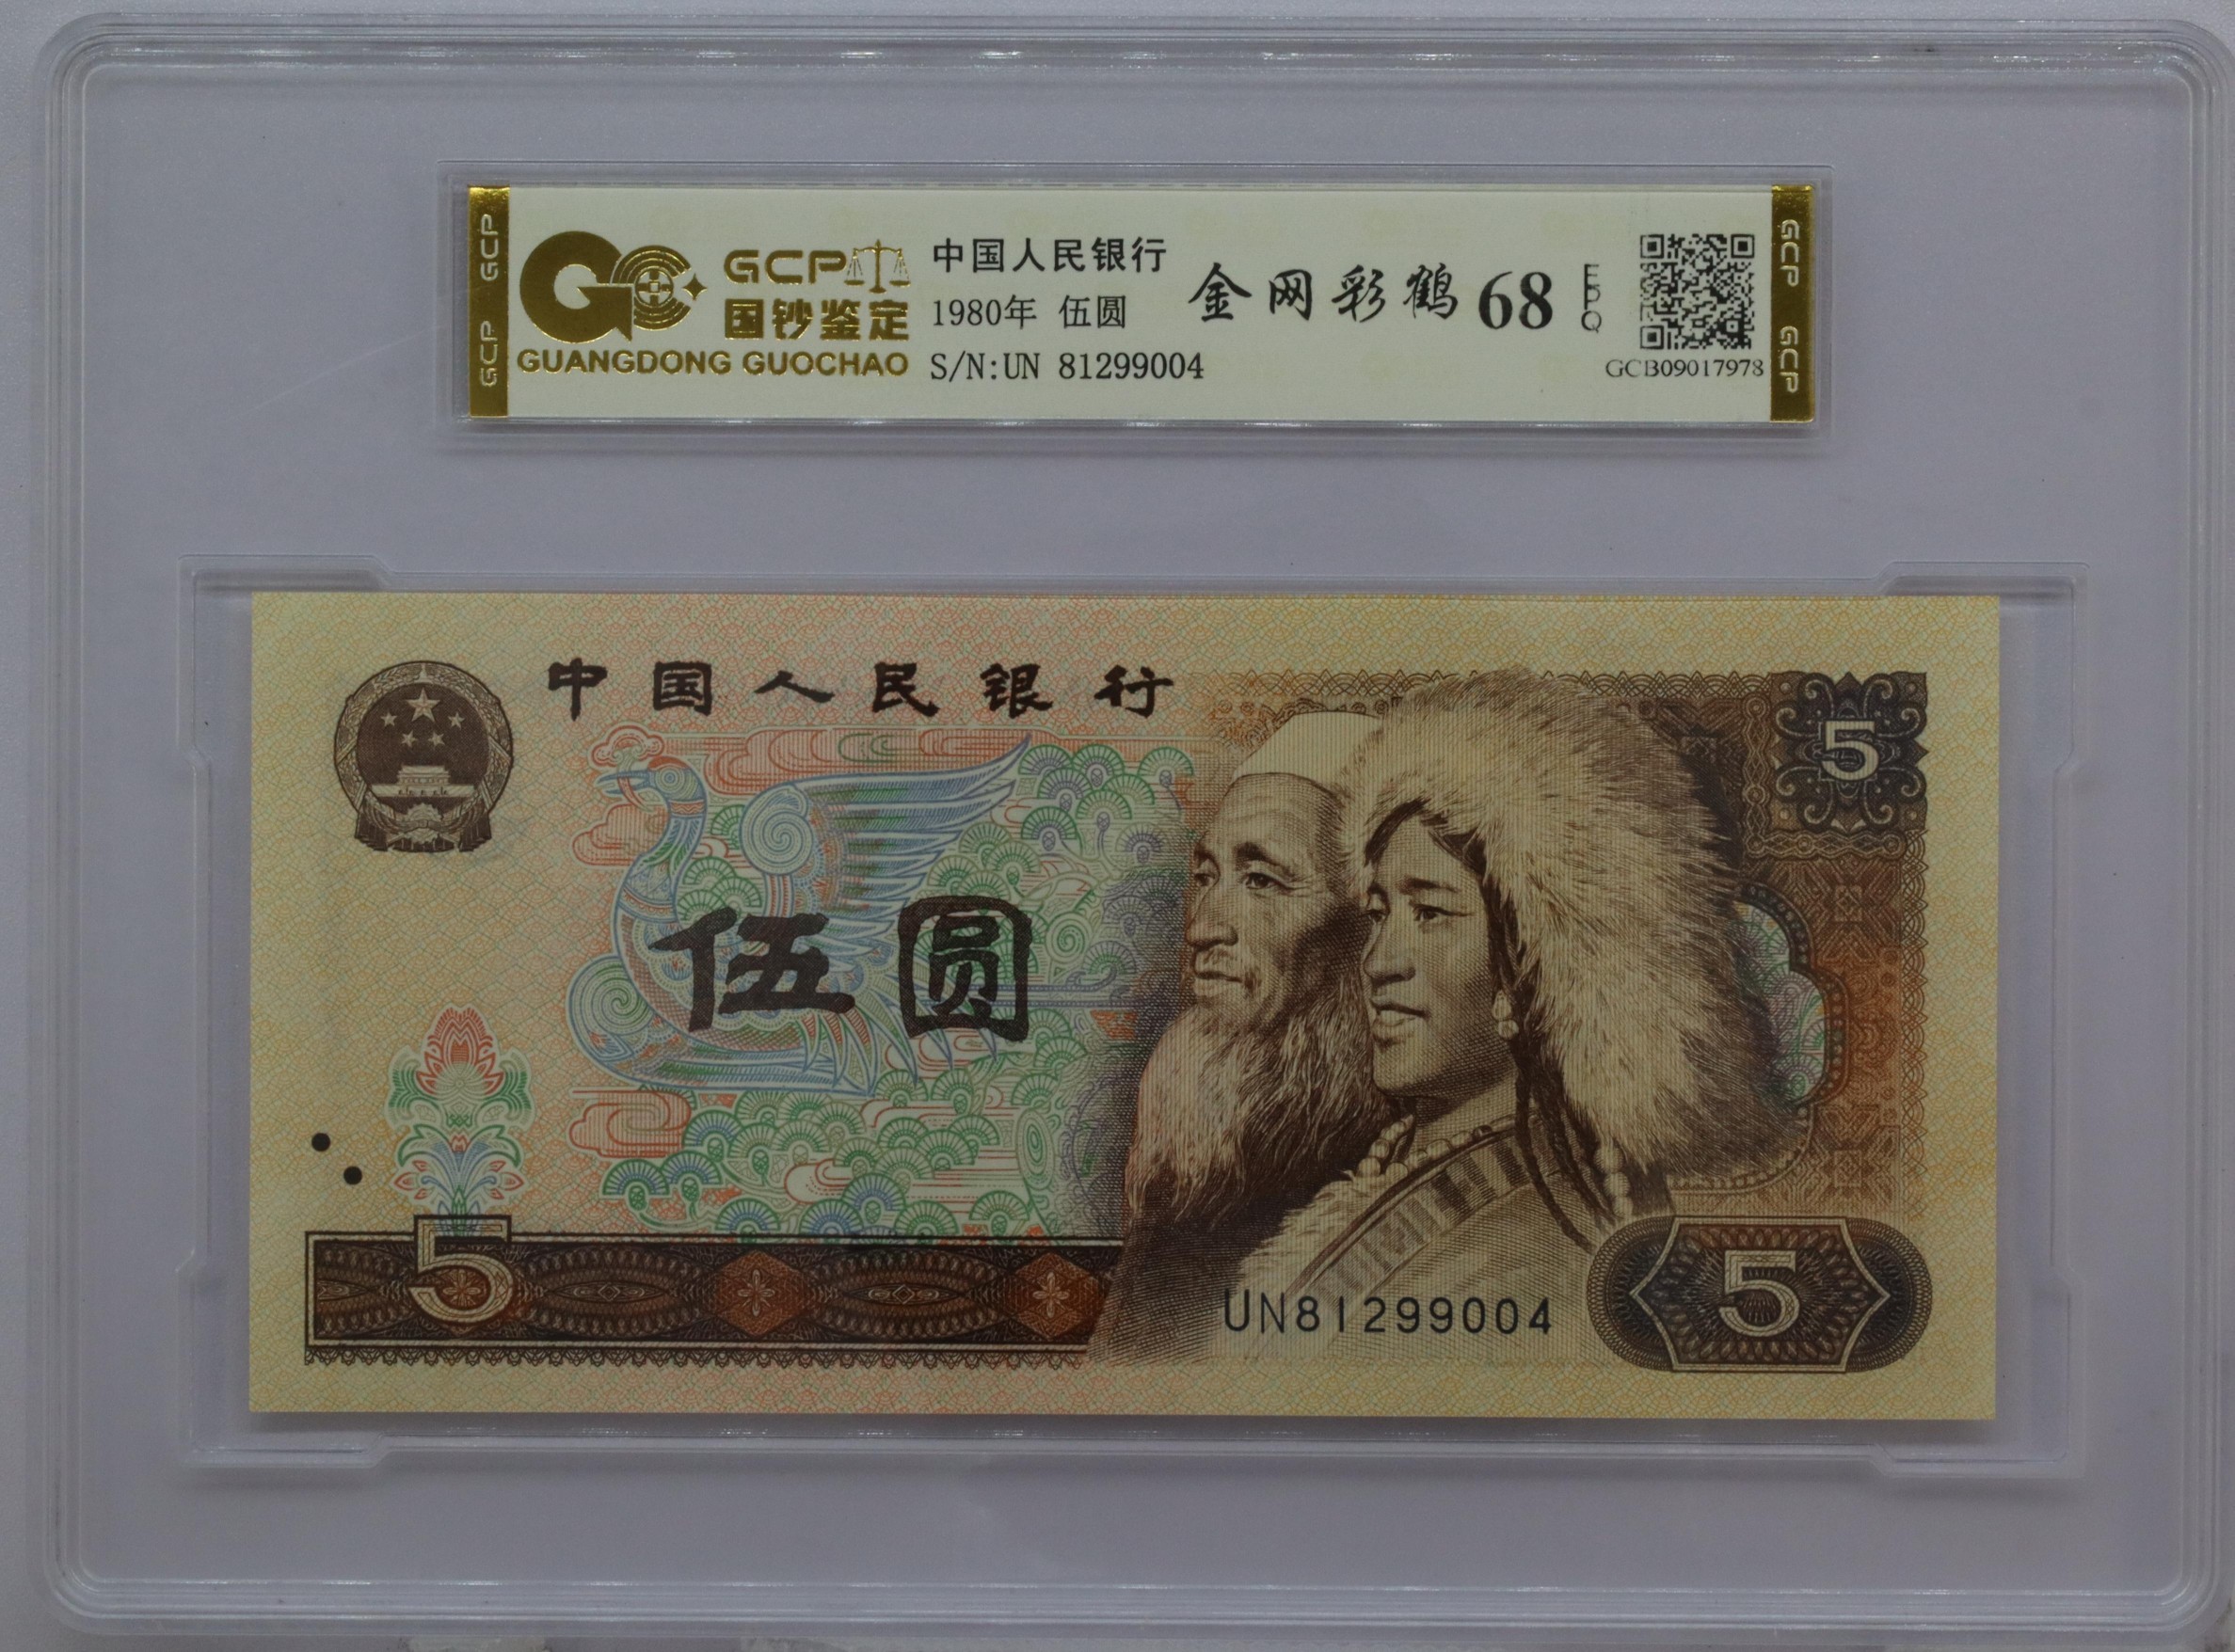 GCP GCP
GCP
国钞鉴定
GUANGDONG GUOCHAO
中国人民银行
1980年 伍圆
S/N:UN 81299004
金网彩鹤 68 EPQ
GCB09017978
GCP GCP
中国人民银行
5
伍圆
5
UN81299004
5